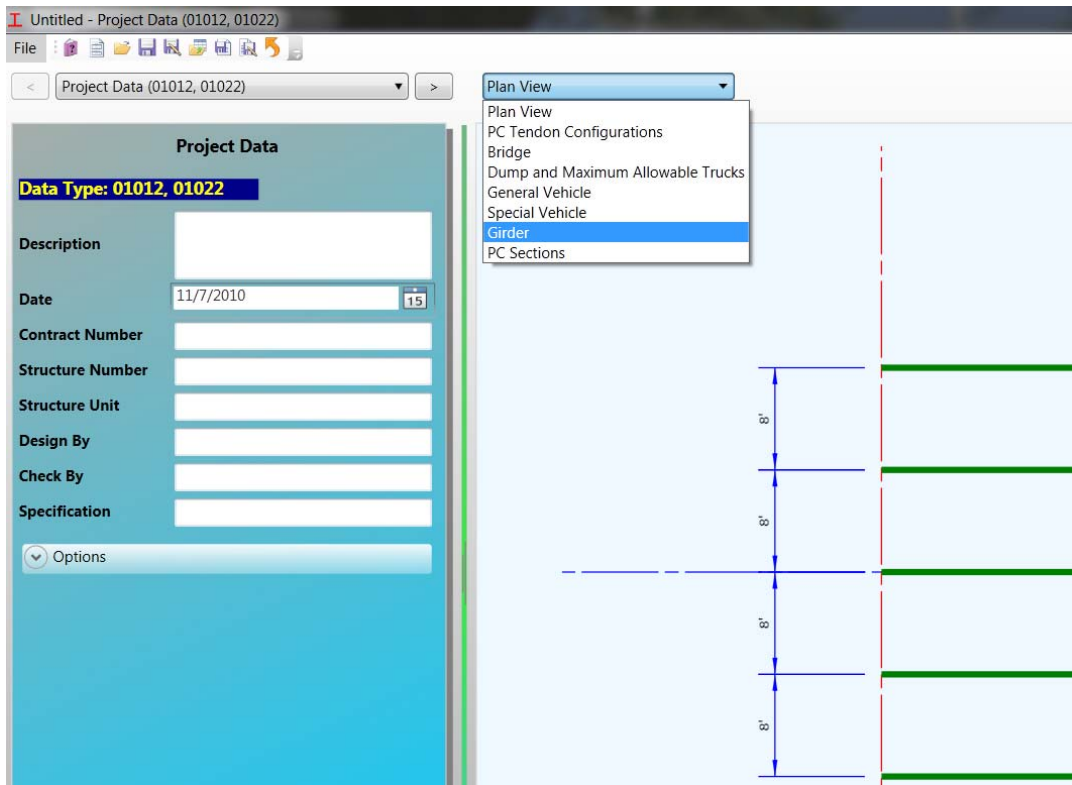 Untitled - Project Data (01012, 01022)
File
< Project Data (01012, 01022) > Plan View
Plan View
PC Tendon Configurations
Bridge
Dump and Maximum Allowable Trucks
General Vehicle
Special Vehicle
Girder
PC Sections
Project Data
Data Type: 01012, 01022
Description
Date 11/7/2010 15
Contract Number
Structure Number
Structure Unit
Design By
Check By
Specification
Options
8'
8'
8'
8'